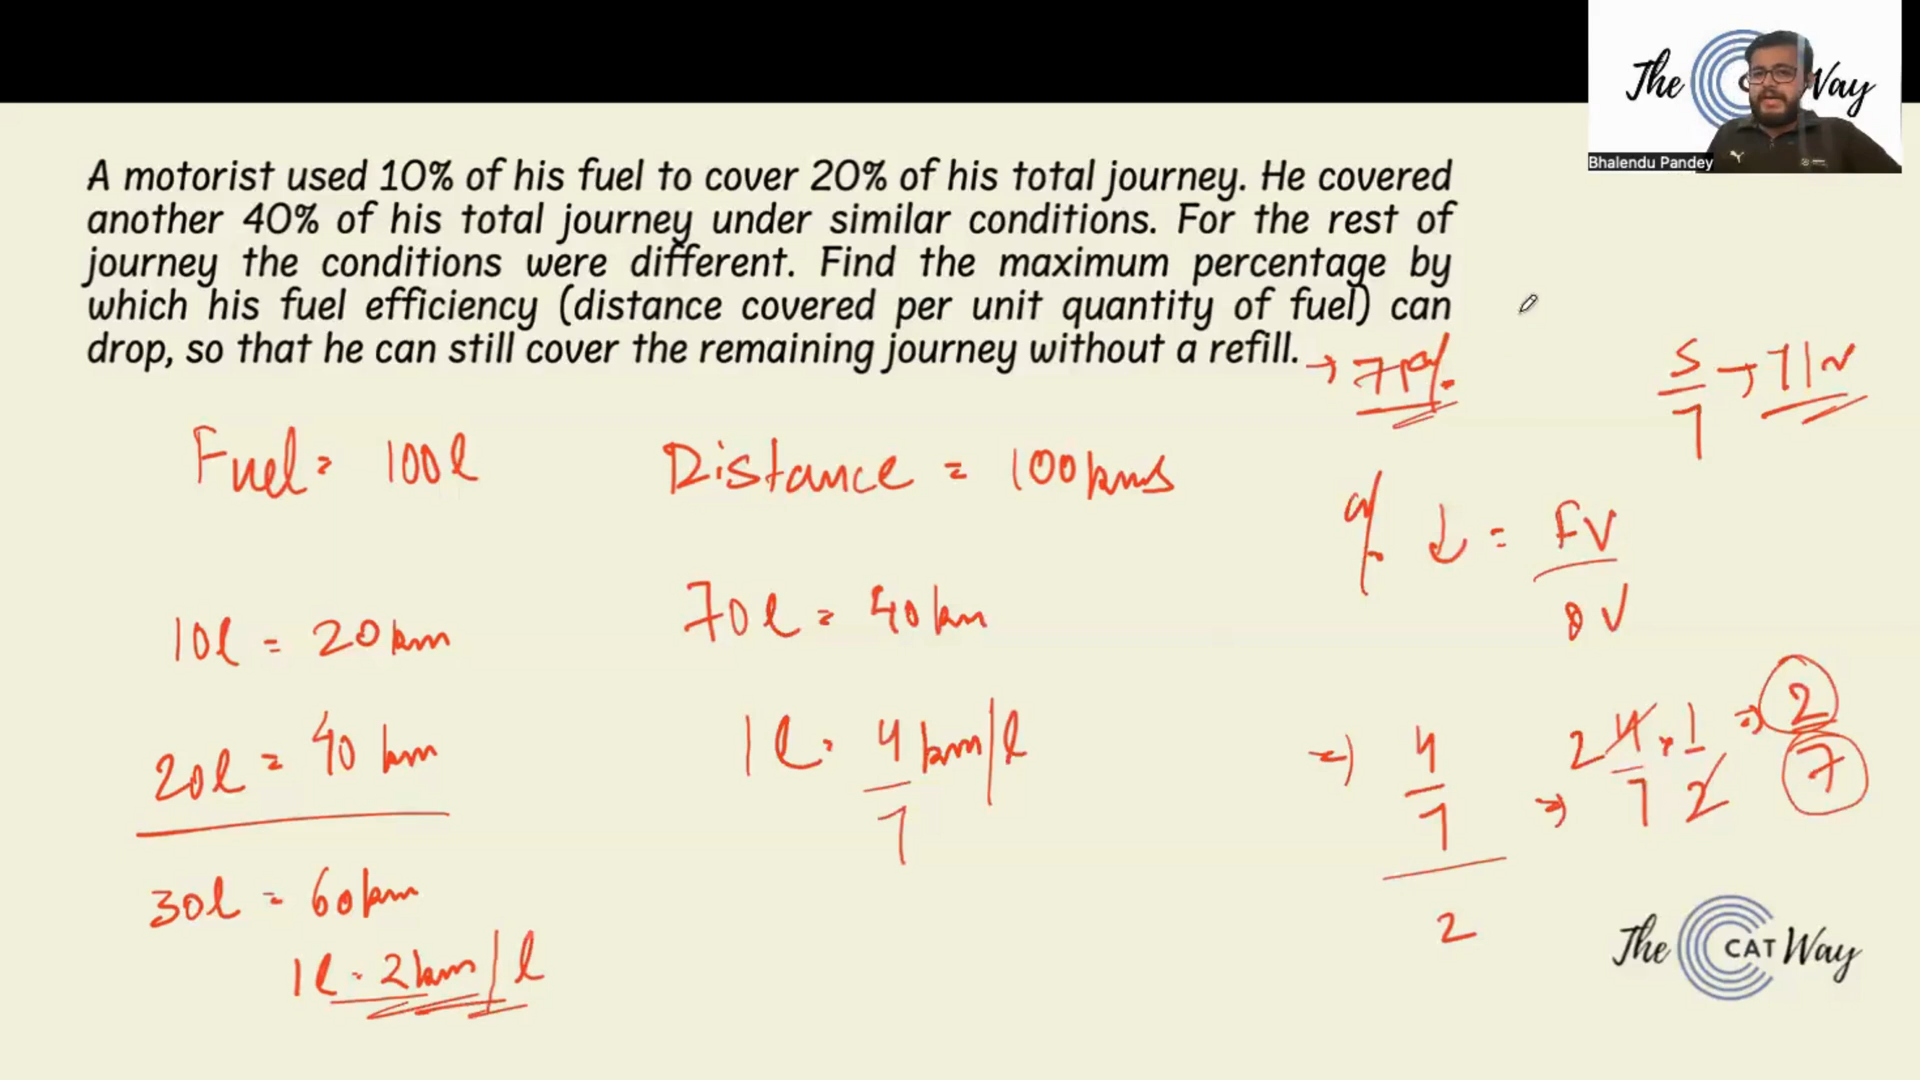 The C Way
Bhalendu Pandey
A motorist used 10% of his fuel to cover 20% of his total journey. He covered
another 40% of his total journey under similar conditions. For the rest of
journey the conditions were different. Find the maximum percentage by
which his fuel efficiency (distance covered per unit quantity of fuel) can
drop, so that he can still cover the remaining journey without a refill.
5/7 → 71%
Fuel = 100l
Distance = 100kms
% ↓ = FV/OV
10l = 20km
70l = 40km
20l = 40 km
1l = 4/7 km/l
⇒ 4/7 / 2
⇒ 2 4/7 × 1/2 ⇒ 2/7
30l = 60km
1l = 2km/l
The CAT Way